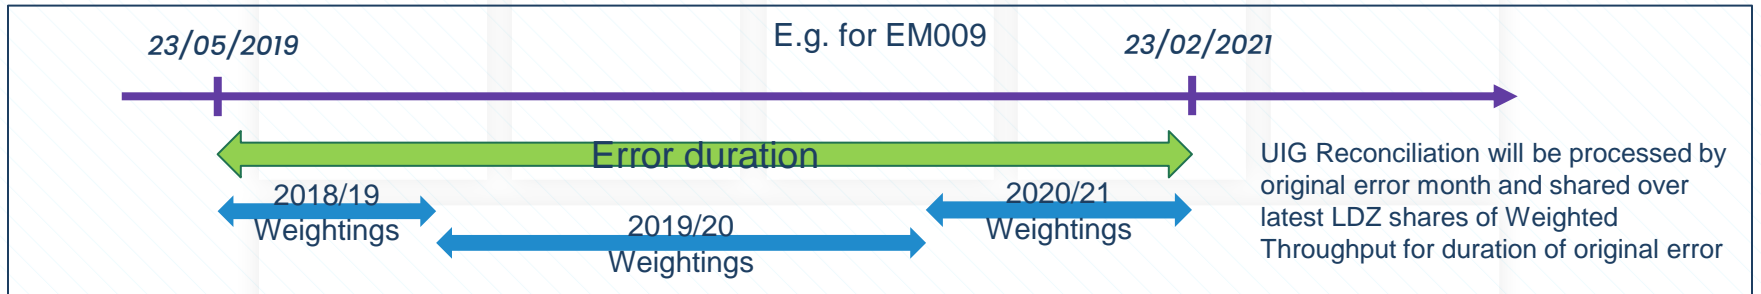 E.g. for EM009
23/05/2019
23/02/2021
Error duration
2018/19
Weightings
2019/20
Weightings
2020/21
Weightings
UIG Reconciliation will be processed by
original error month and shared over
latest LDZ shares of Weighted
Throughput for duration of original error